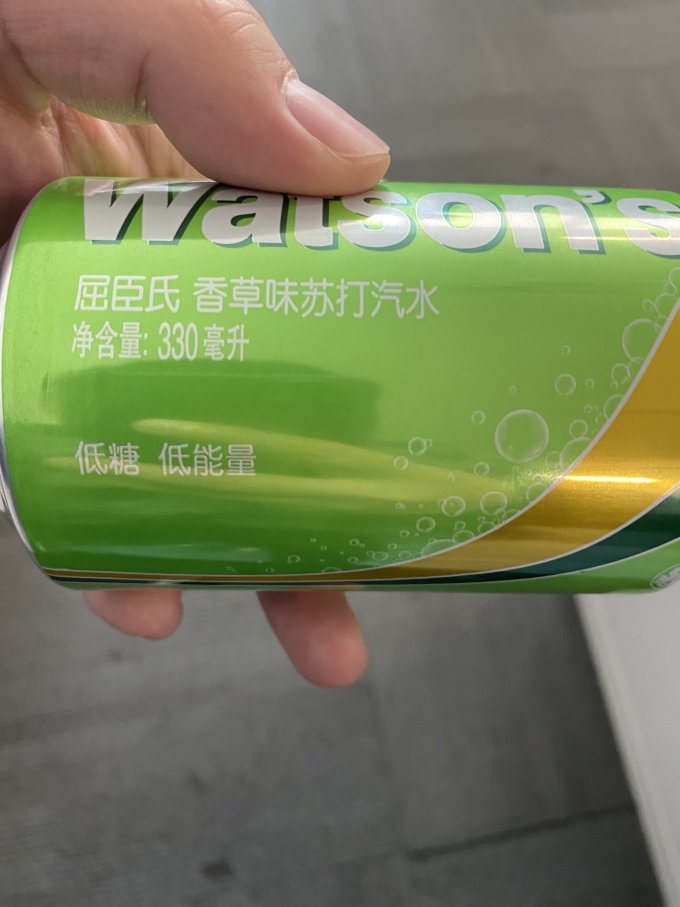 Watson's
屈臣氏 香草味苏打汽水
净含量: 330毫升
低糖 低能量